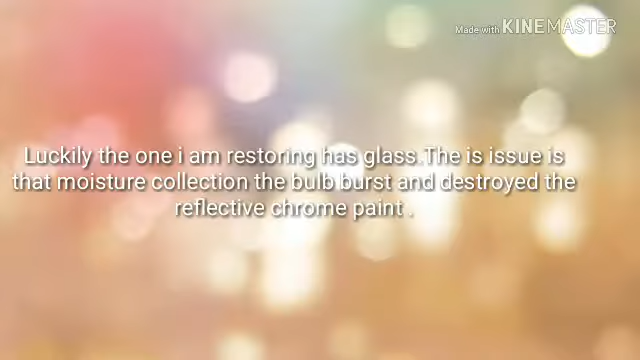 Made with KINEMASTER
Luckily the one i am restoring has glass.The is issue is
that moisture collection the bulb burst and destroyed the
reflective chrome paint .